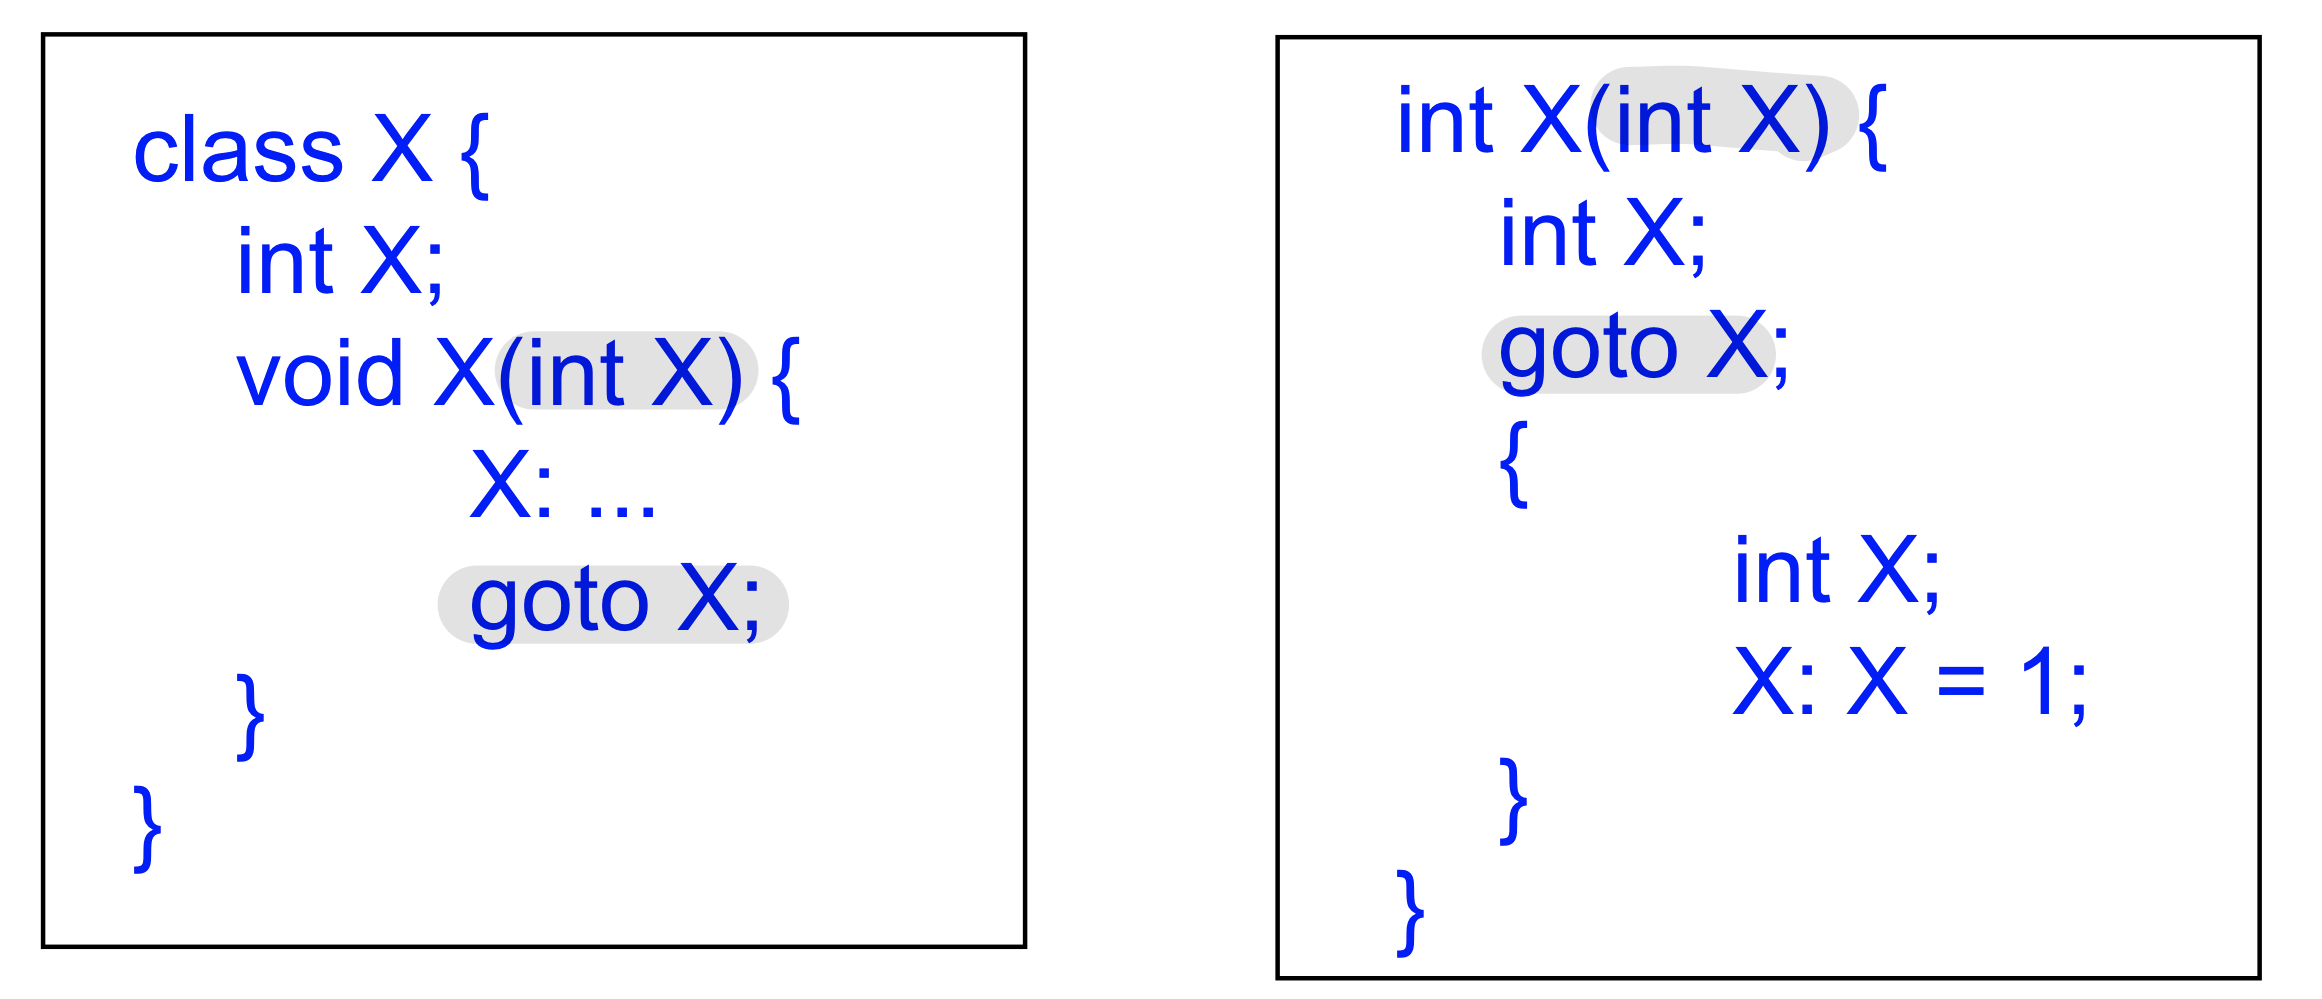 class X {
int X;
void X(int X) {
X: ...
goto X;
}
}
int X(int X) {
int X;
goto X;
{
int X;
X: X = 1;
}
}